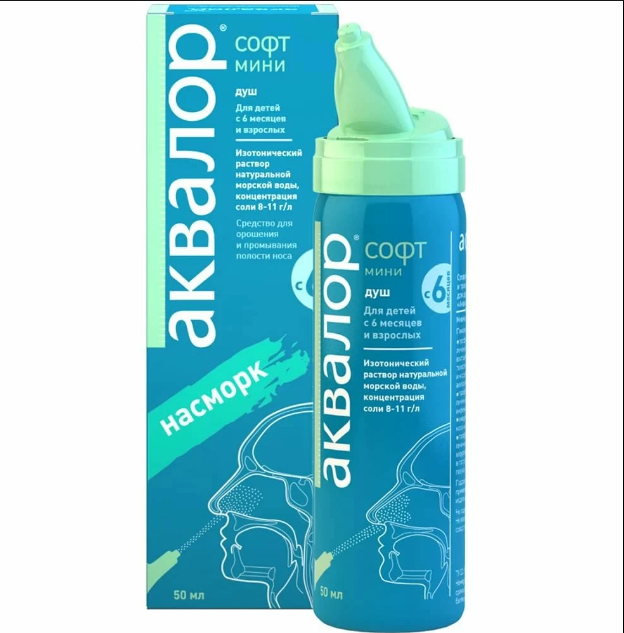 аквалор®
софт
мини
душ
Для детей
с 6 месяцев
и взрослых
Изотонический
раствор
натуральной
морской воды,
концентрация
соли 8-11 г/л
Средство для
орошения
и промывания
полости носа
с 6
насморк
50 мл
аквалор®
софт
мини
душ
Для детей
с 6 месяцев
и взрослых
с 6
месяцев
Изотонический
раствор натуральной
морской воды,
концентрация
соли 8-11 г/л
50 мл